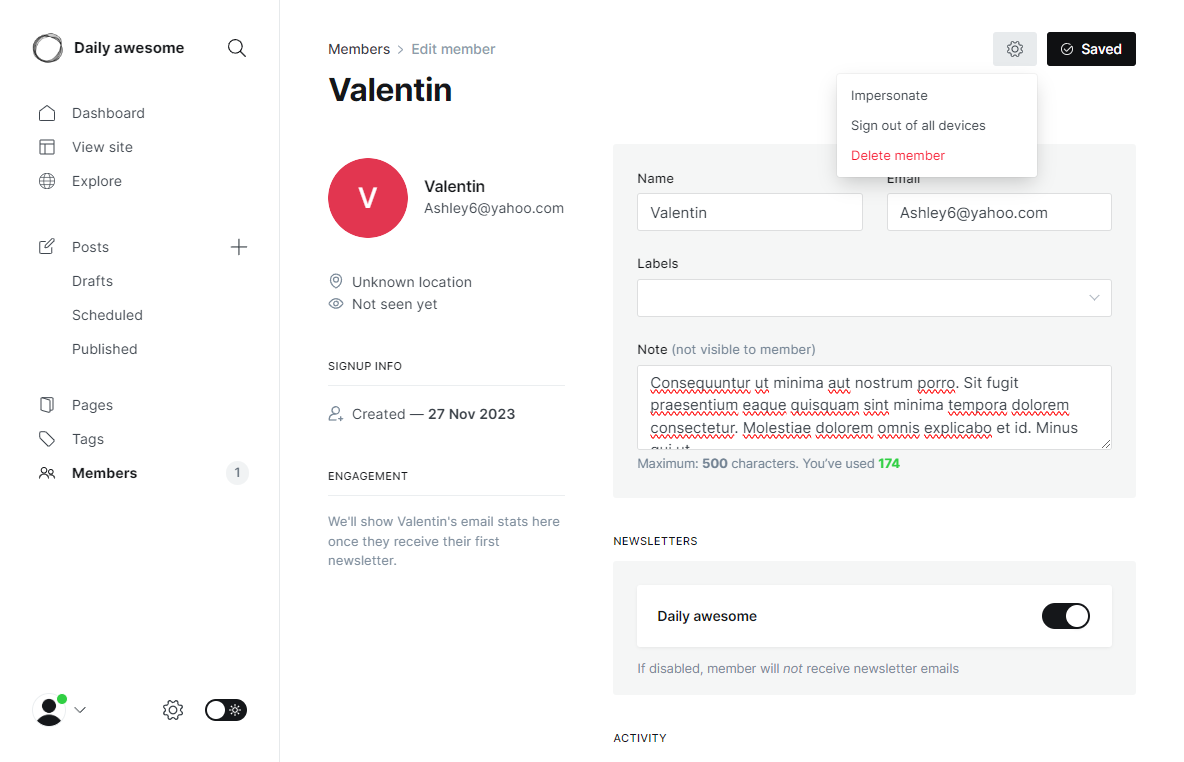 Daily awesome
Dashboard
View site
Explore
Posts
Drafts
Scheduled
Published
Pages
Tags
Members
1
Members > Edit member
Saved
Valentin
Impersonate
Sign out of all devices
Delete member
V
Valentin
Ashley6@yahoo.com
Unknown location
Not seen yet
SIGNUP INFO
Created — 27 Nov 2023
ENGAGEMENT
We'll show Valentin's email stats here
once they receive their first
newsletter.
Name
Email
Valentin
Ashley6@yahoo.com
Labels
Note (not visible to member)
Consequuntur ut minima aut nostrum porro. Sit fugit
praesentium eaque quisquam sint minima tempora dolorem
consectetur. Molestiae dolorem omnis explicabo et id. Minus
qui ut
Maximum: 500 characters. You've used 174
NEWSLETTERS
Daily awesome
If disabled, member will not receive newsletter emails
ACTIVITY